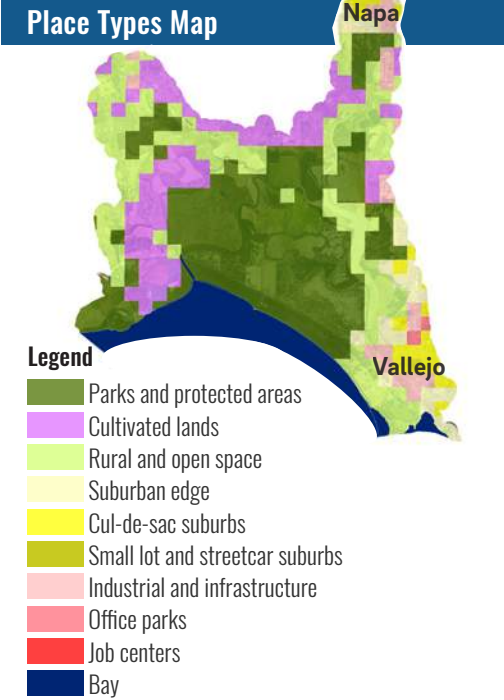 Place Types Map
Napa
Vallejo
Legend
Parks and protected areas
Cultivated lands
Rural and open space
Suburban edge
Cul-de-sac suburbs
Small lot and streetcar suburbs
Industrial and infrastructure
Office parks
Job centers
Bay